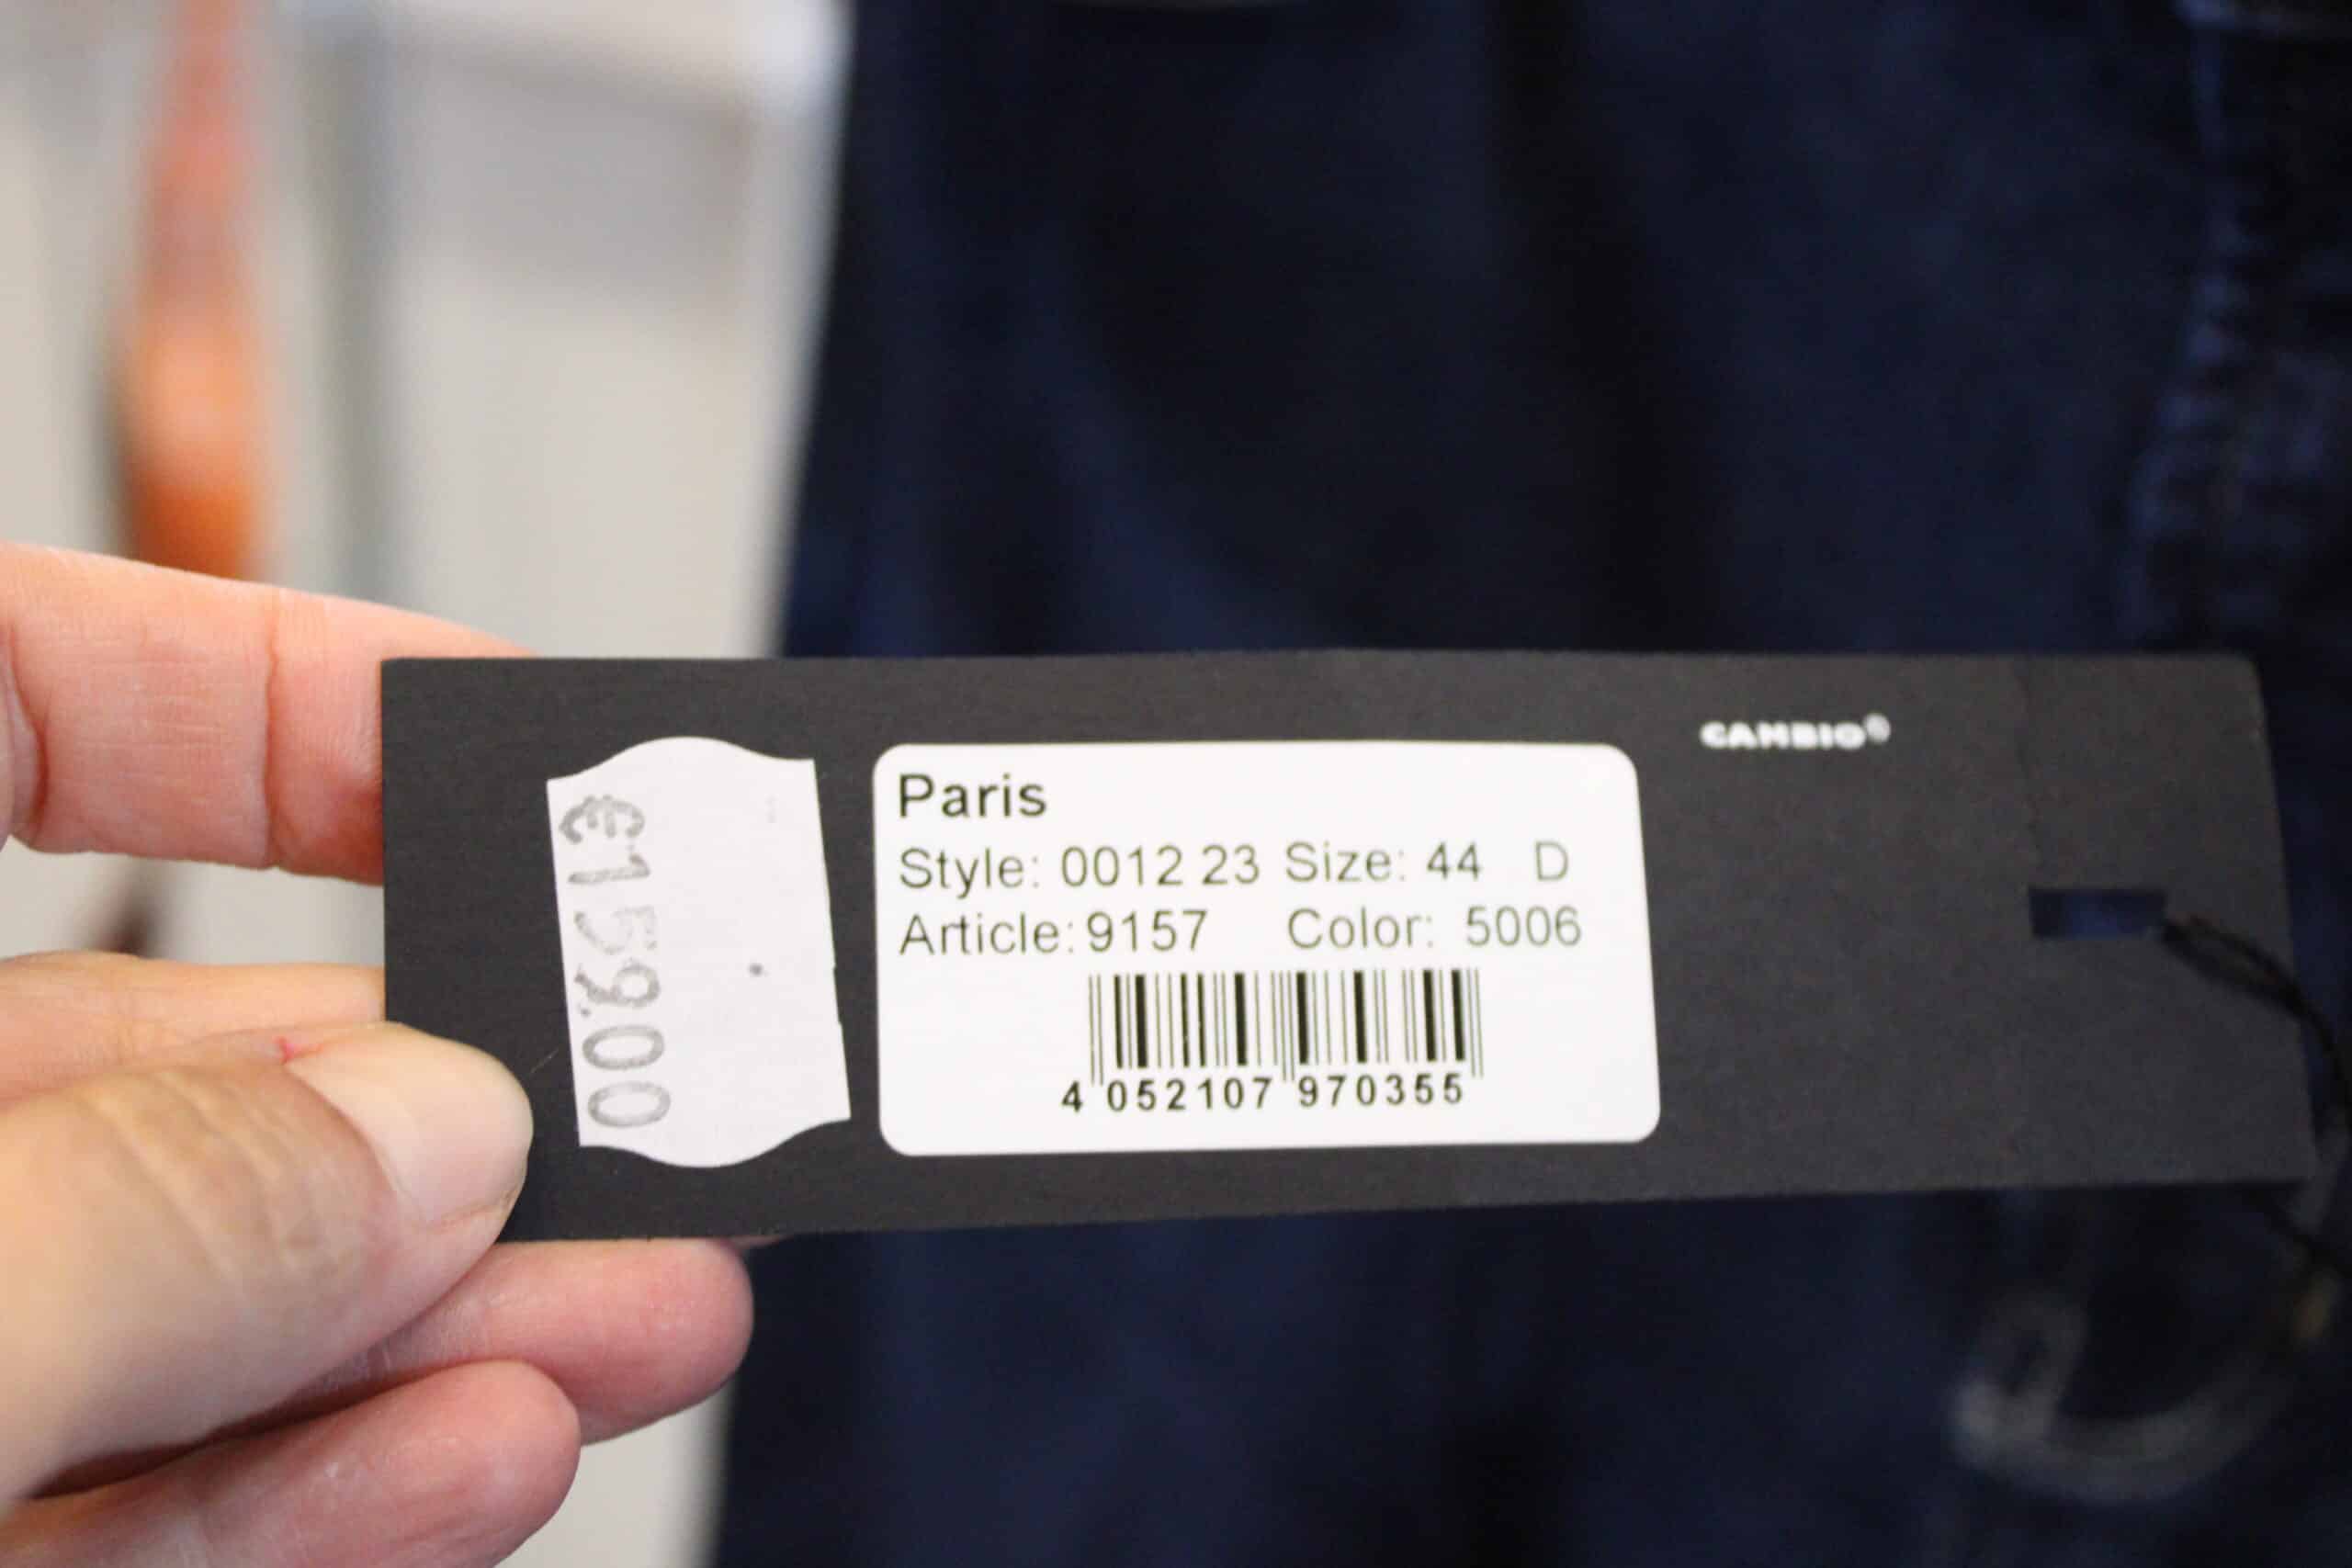 €159.00
Paris
Style: 0012 23 Size: 44 D
Article: 9157 Color: 5006
4 052107 970355
CAMBIO®